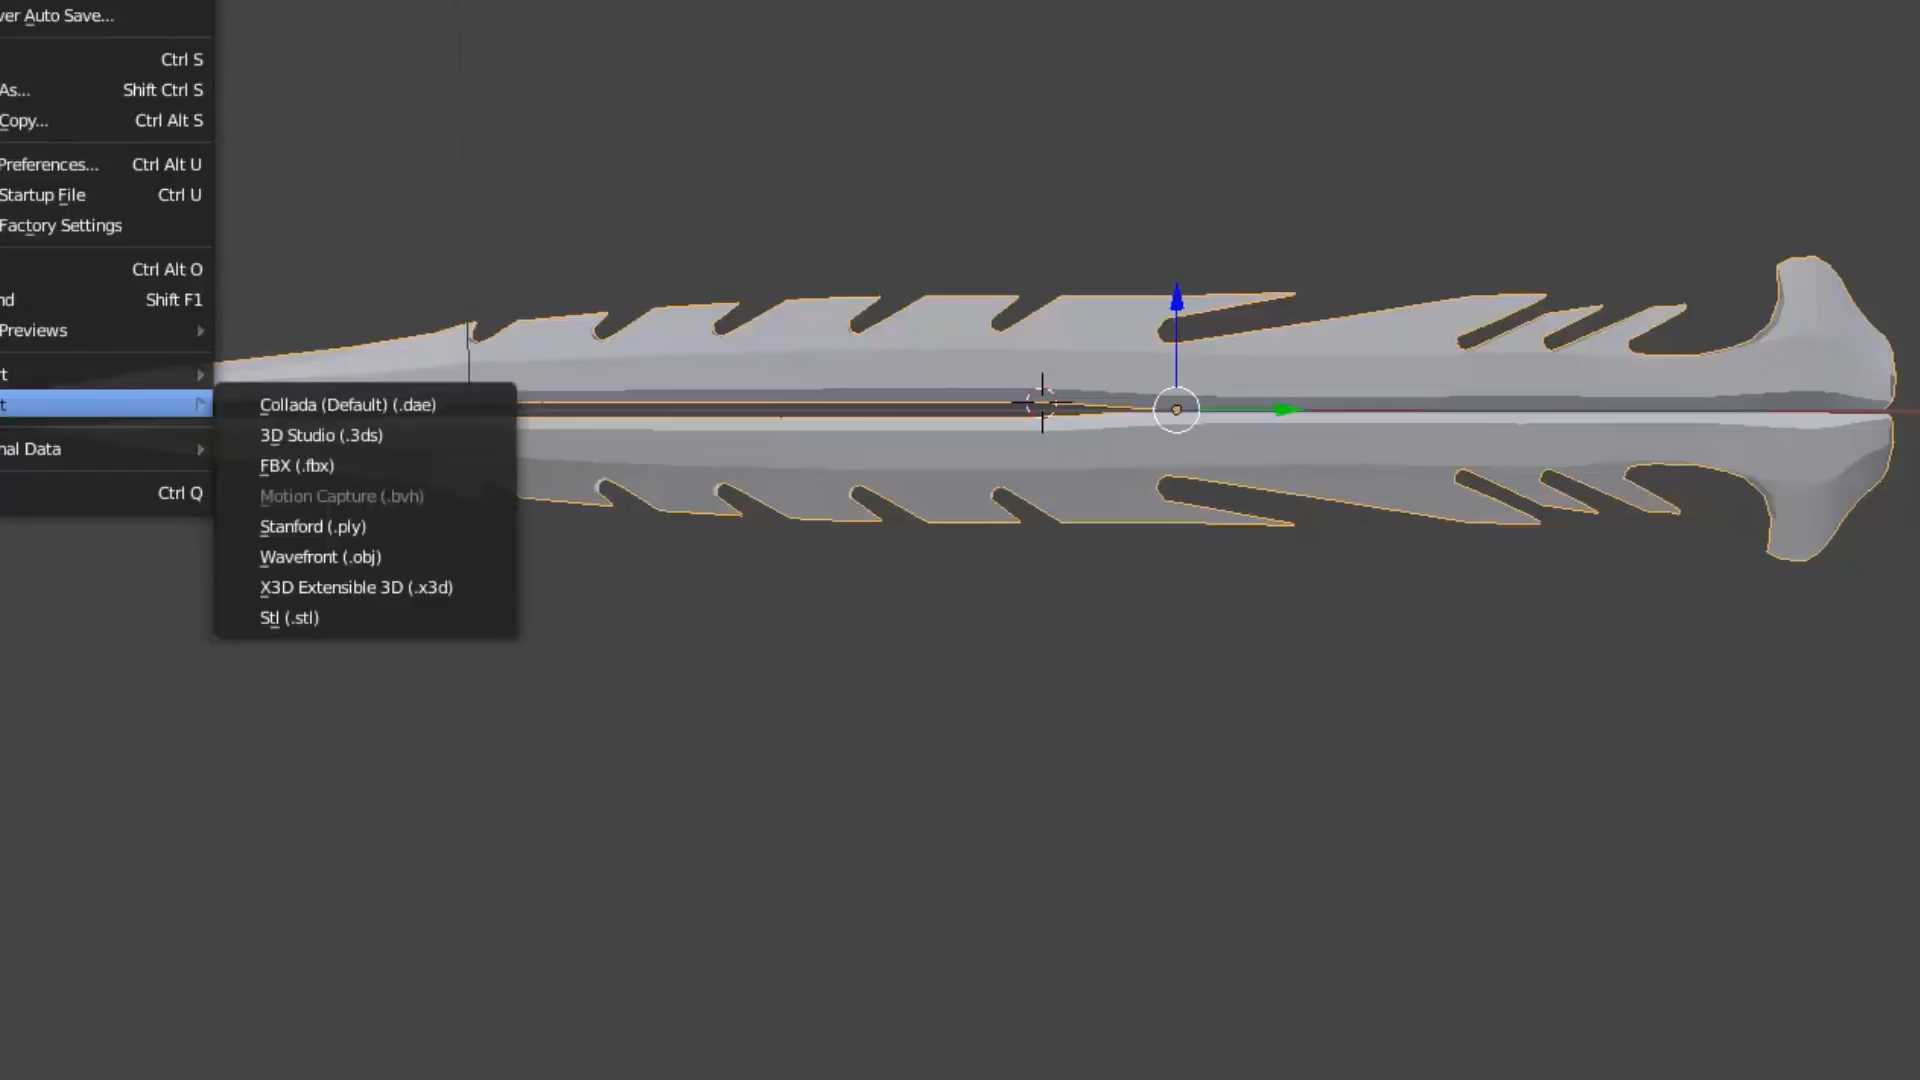 ver Auto Save...
Ctrl S
As... Shift Ctrl S
Copy... Ctrl Alt S
Preferences... Ctrl Alt U
Startup File Ctrl U
Factory Settings
Ctrl Alt O
nd Shift F1
Previews
t
t
nal Data
Ctrl Q
Collada (Default) (.dae)
3D Studio (.3ds)
FBX (.fbx)
Motion Capture (.bvh)
Stanford (.ply)
Wavefront (.obj)
X3D Extensible 3D (.x3d)
Stl (.stl)